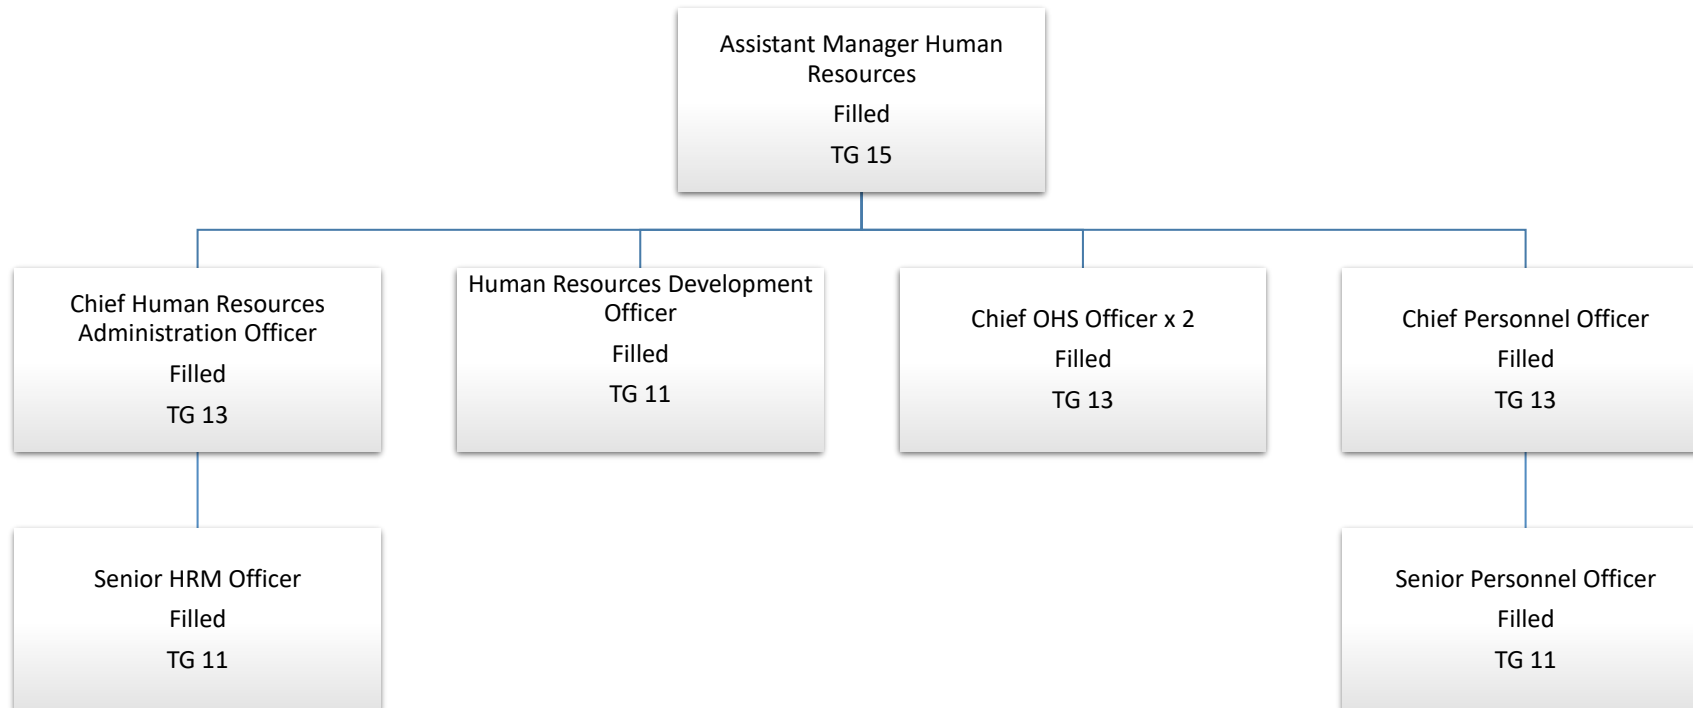 Assistant Manager Human
Resources
Filled
TG 15
Chief Human Resources
Administration Officer
Filled
TG 13
Human Resources Development
Officer
Filled
TG 11
Chief OHS Officer x 2
Filled
TG 13
Chief Personnel Officer
Filled
TG 13
Senior HRM Officer
Filled
TG 11
Senior Personnel Officer
Filled
TG 11